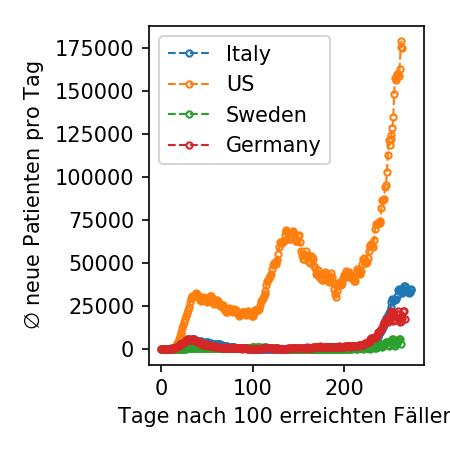 ∅ neue Patienten pro Tag
175000
150000
125000
100000
75000
50000
25000
0
Italy
US
Sweden
Germany
0 100 200
Tage nach 100 erreichten Fällen